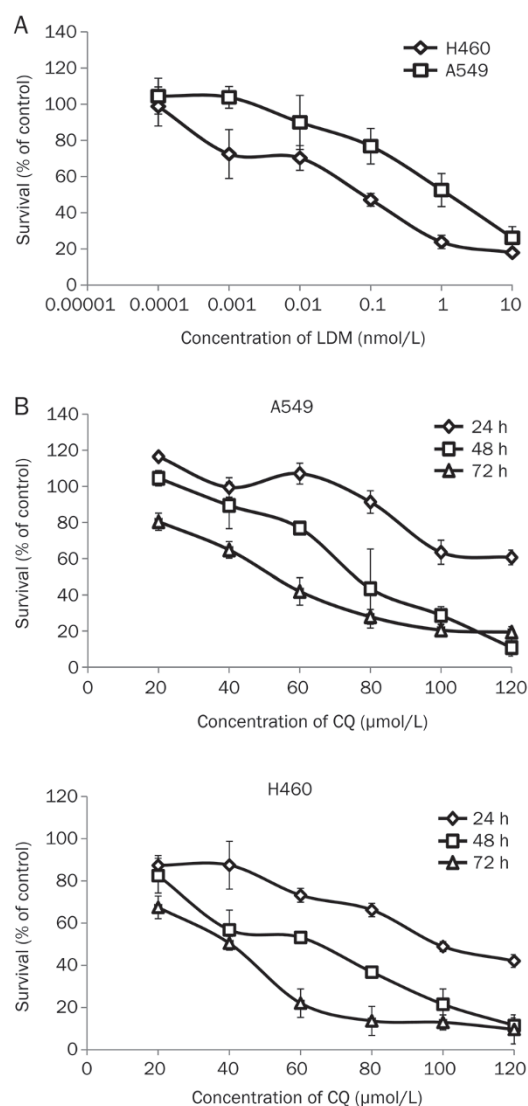 A
H460
A549
Survival (% of control)
140
120
100
80
60
40
20
0
0.00001 0.0001 0.001 0.01 0.1 1 10
Concentration of LDM (nmol/L)
B
A549
24 h
48 h
72 h
Survival (% of control)
140
120
100
80
60
40
20
0
0 20 40 60 80 100 120
Concentration of CQ (μmol/L)
H460
24 h
48 h
72 h
Survival (% of control)
120
100
80
60
40
20
0
0 20 40 60 80 100 120
Concentration of CQ (μmol/L)